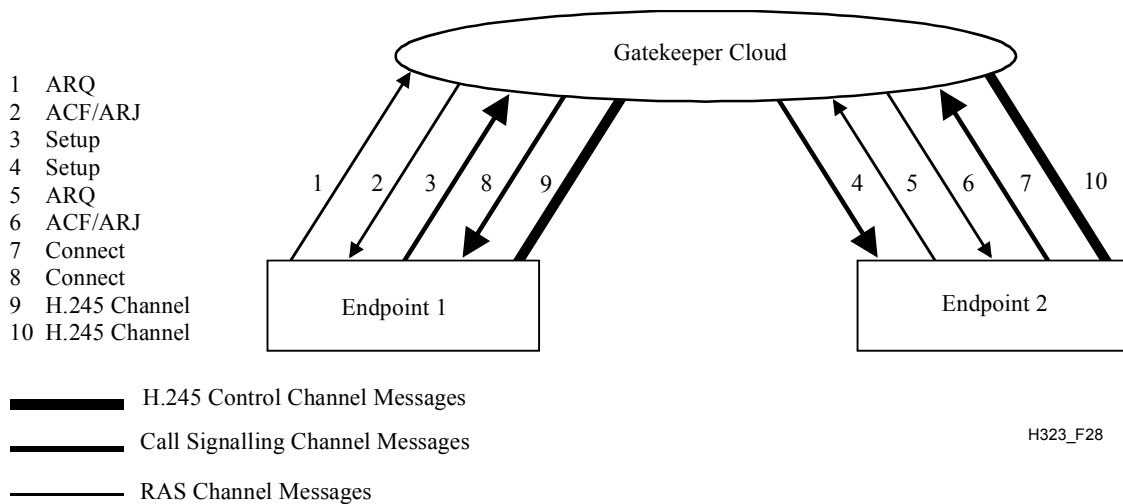 Gatekeeper Cloud
1 ARQ
2 ACF/ARJ
3 Setup
4 Setup
5 ARQ
6 ACF/ARJ
7 Connect
8 Connect
9 H.245 Channel
10 H.245 Channel
1 2 3 8 9 4 5 6 7 10
Endpoint 1
Endpoint 2
H.245 Control Channel Messages
Call Signalling Channel Messages
H323_F28
RAS Channel Messages